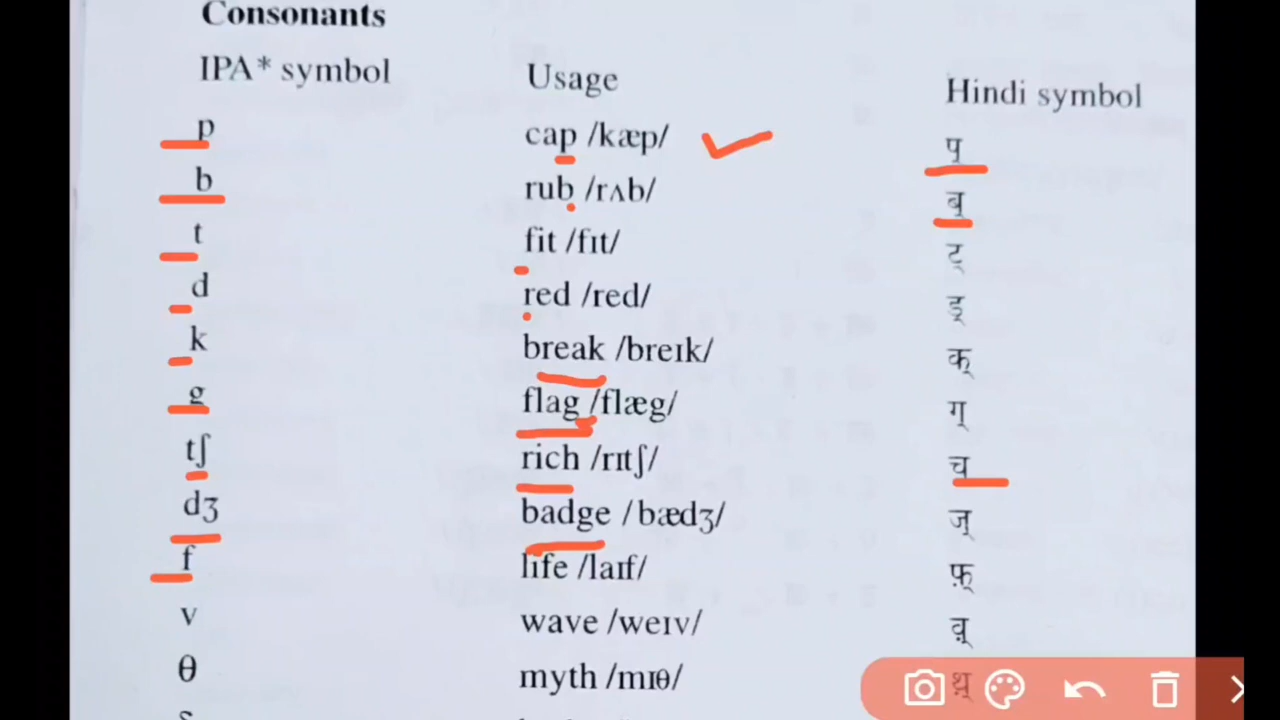 Consonants
IPA* symbol Usage Hindi symbol
p cap /kæp/ प्
b rub /rʌb/ ब्
t fit /fɪt/ ट्
d red /red/ ड्
k break /breɪk/ क्
g flag /flæg/ ग्
tʃ rich /rɪtʃ/ च
dʒ badge /bædʒ/ ज्
f life /laɪf/ फ़्
v wave /weɪv/ व़्
θ myth /mɪθ/ थ़्